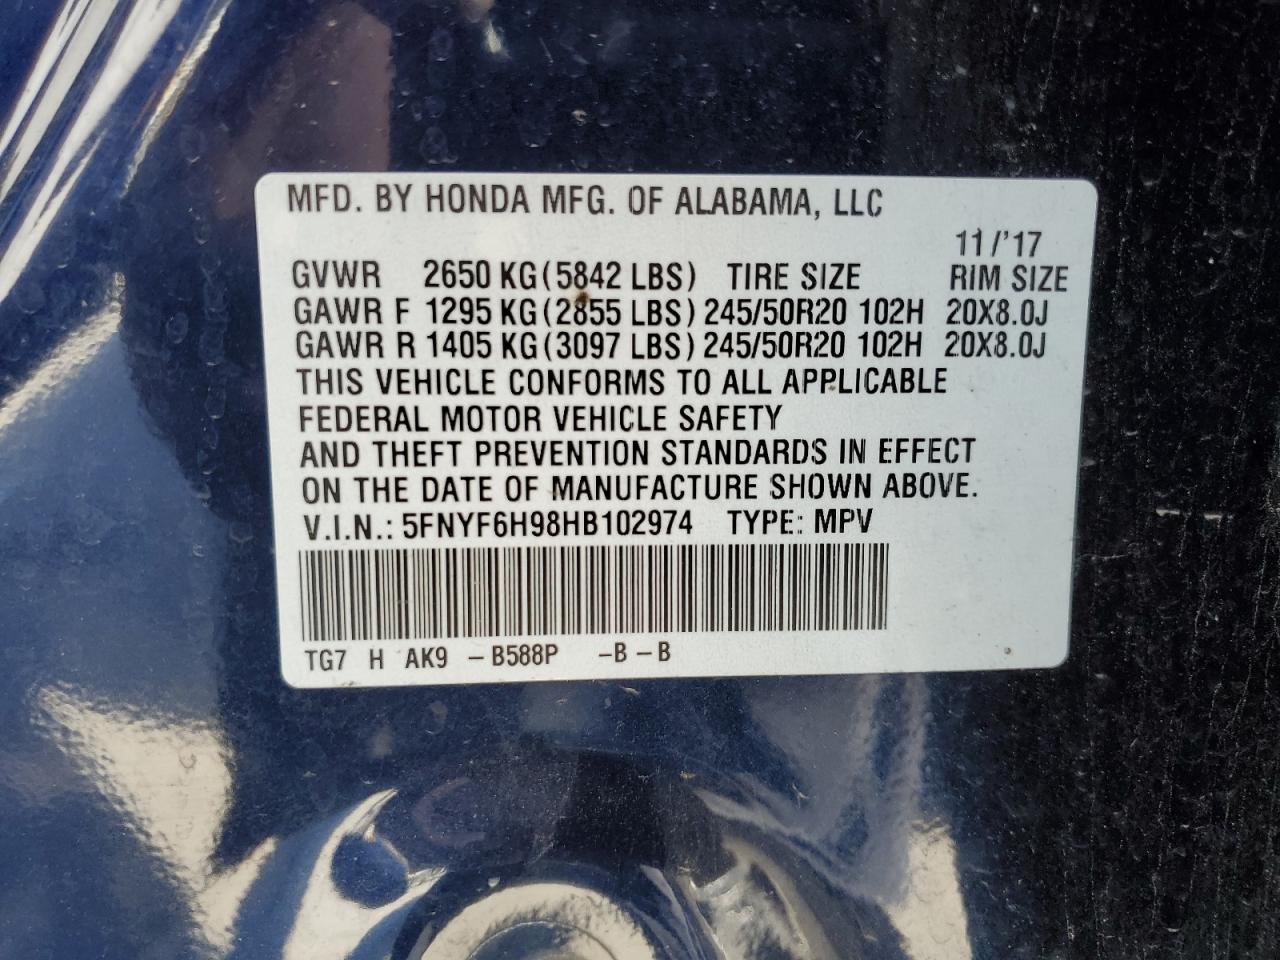 MFD. BY HONDA MFG. OF ALABAMA, LLC
11/'17
GVWR 2650 KG(5842 LBS) TIRE SIZE RIM SIZE
GAWR F 1295 KG(2855 LBS) 245/50R20 102H 20X8.0J
GAWR R 1405 KG(3097 LBS) 245/50R20 102H 20X8.0J
THIS VEHICLE CONFORMS TO ALL APPLICABLE
FEDERAL MOTOR VEHICLE SAFETY
AND THEFT PREVENTION STANDARDS IN EFFECT
ON THE DATE OF MANUFACTURE SHOWN ABOVE.
V.I.N.: 5FNYF6H98HB102974 TYPE: MPV
TG7 H AK9 -B588P -B-B